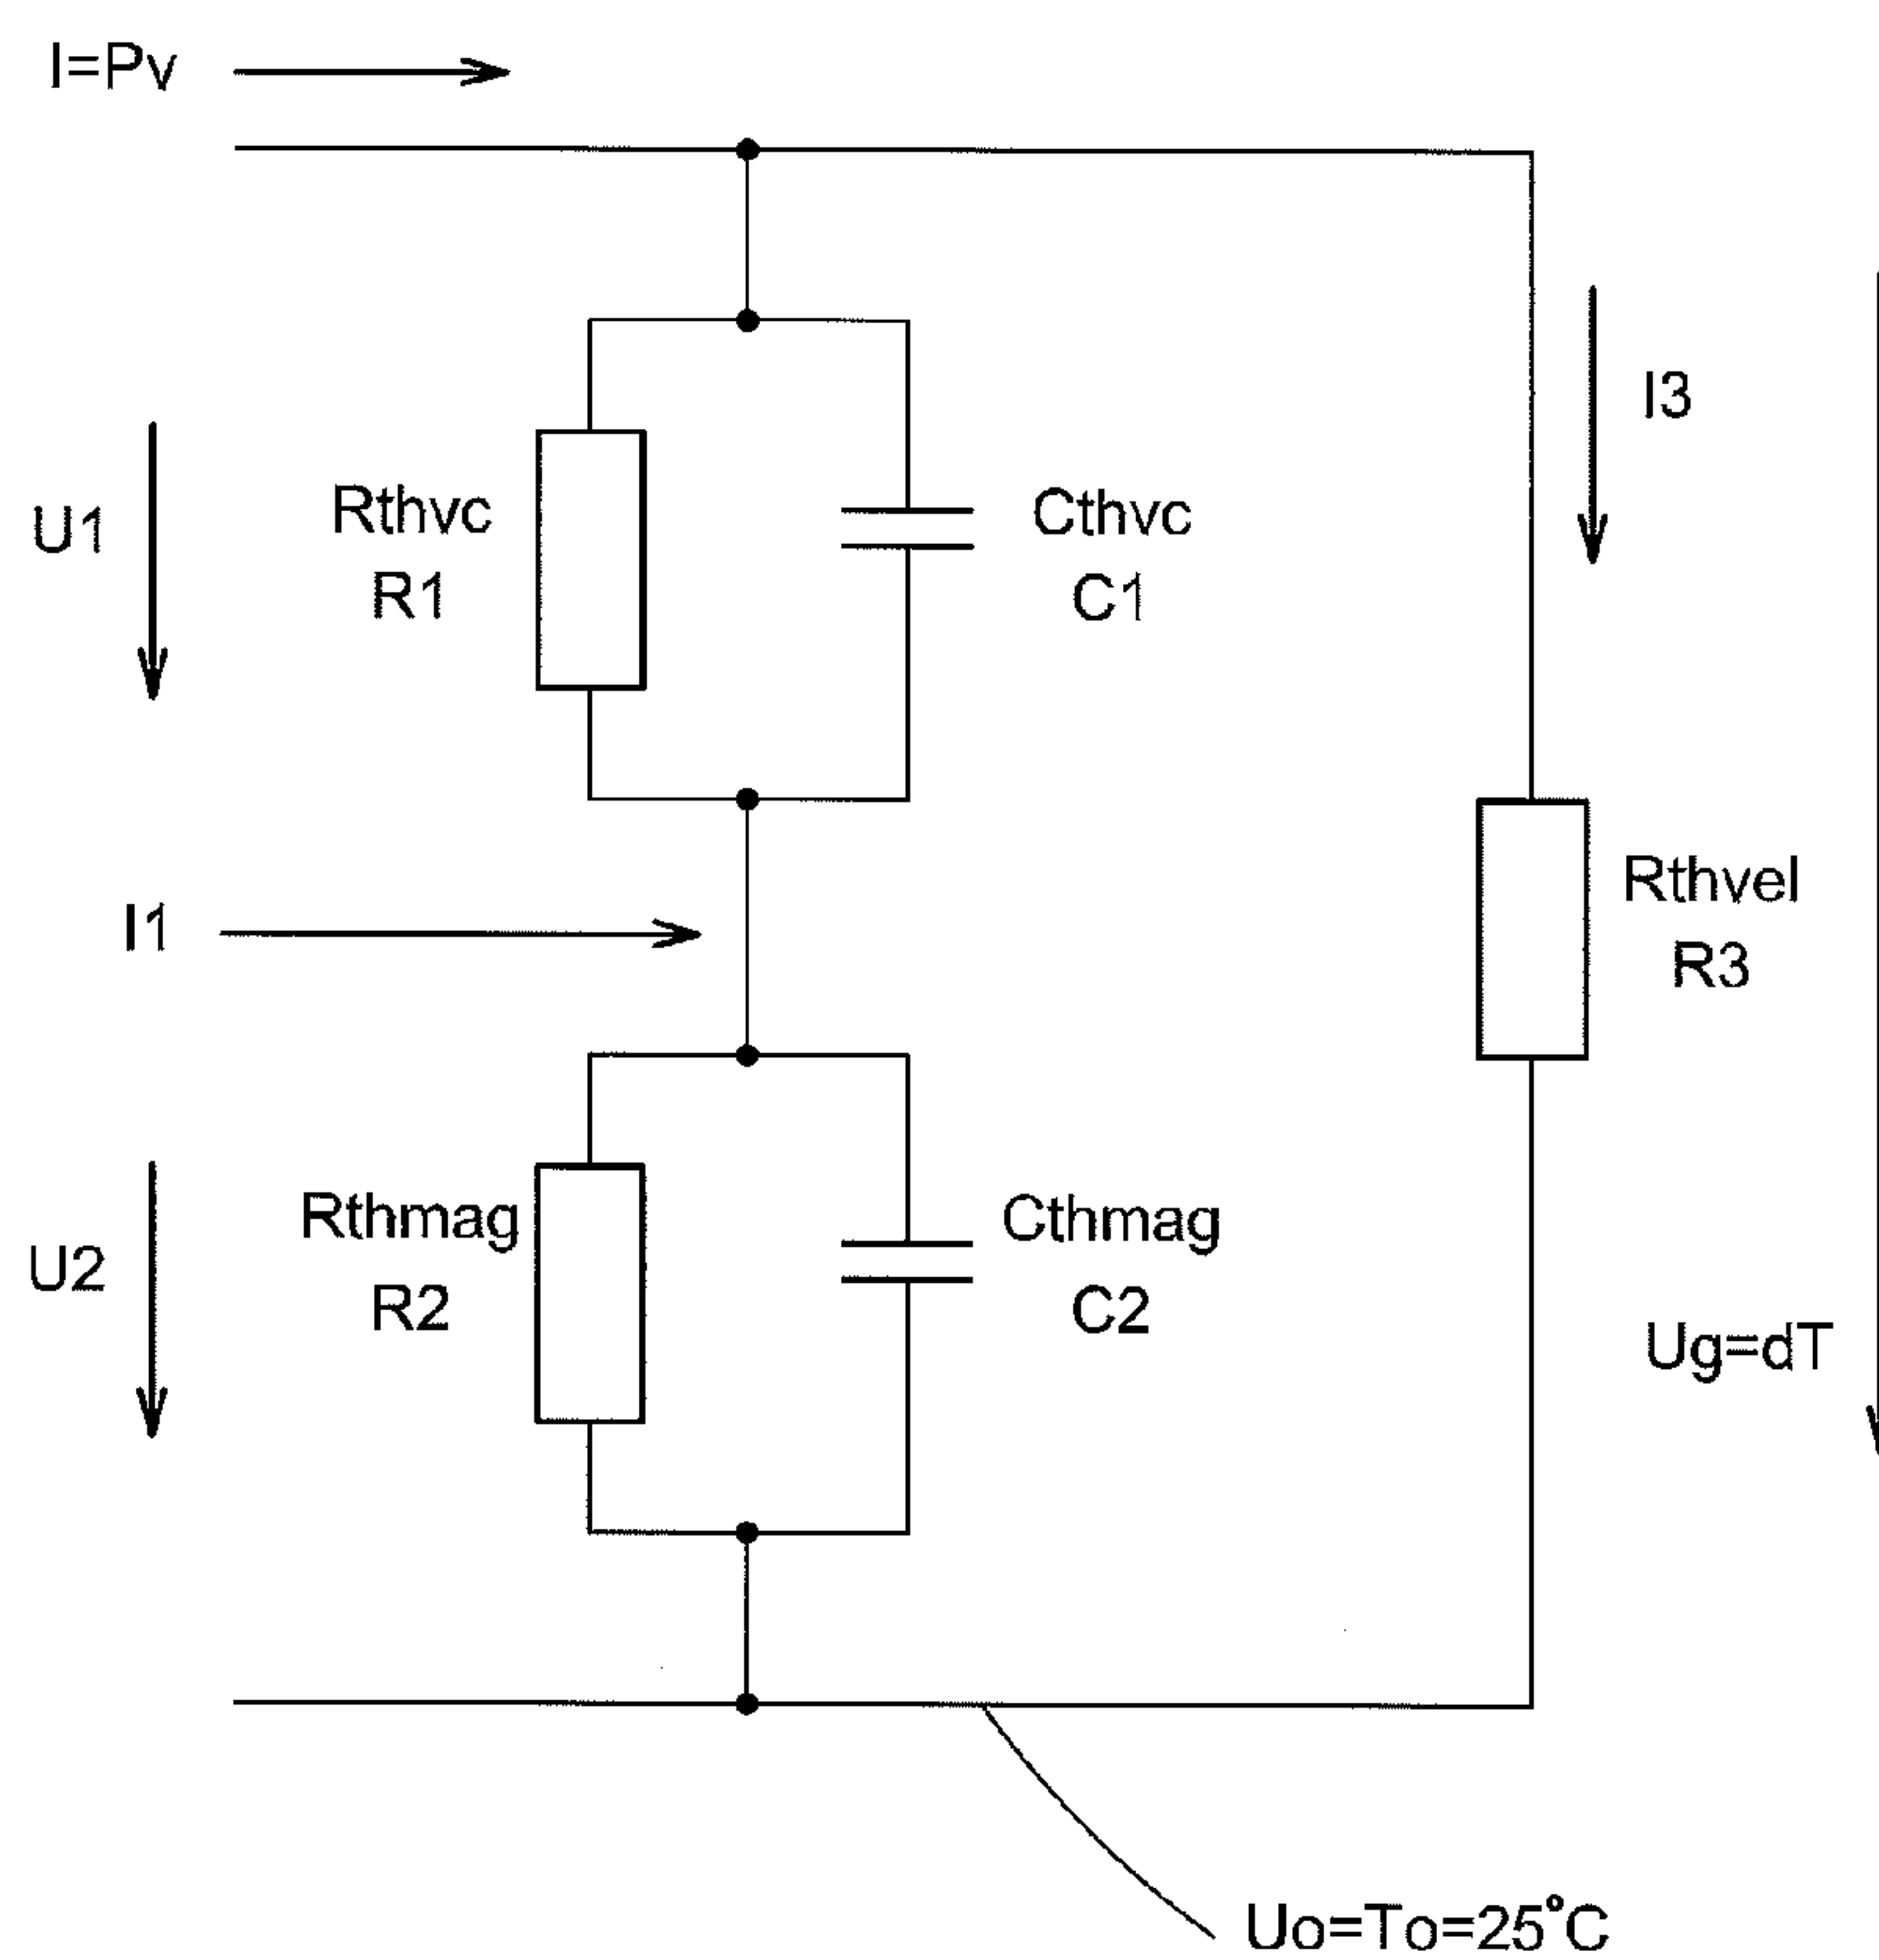 I=Pv
I3
U1
Rthvc
R1
Cthvc
C1
Rthvel
R3
I1
U2
Rthmag
R2
Cthmag
C2
Ug=dT
Uo=To=25°C